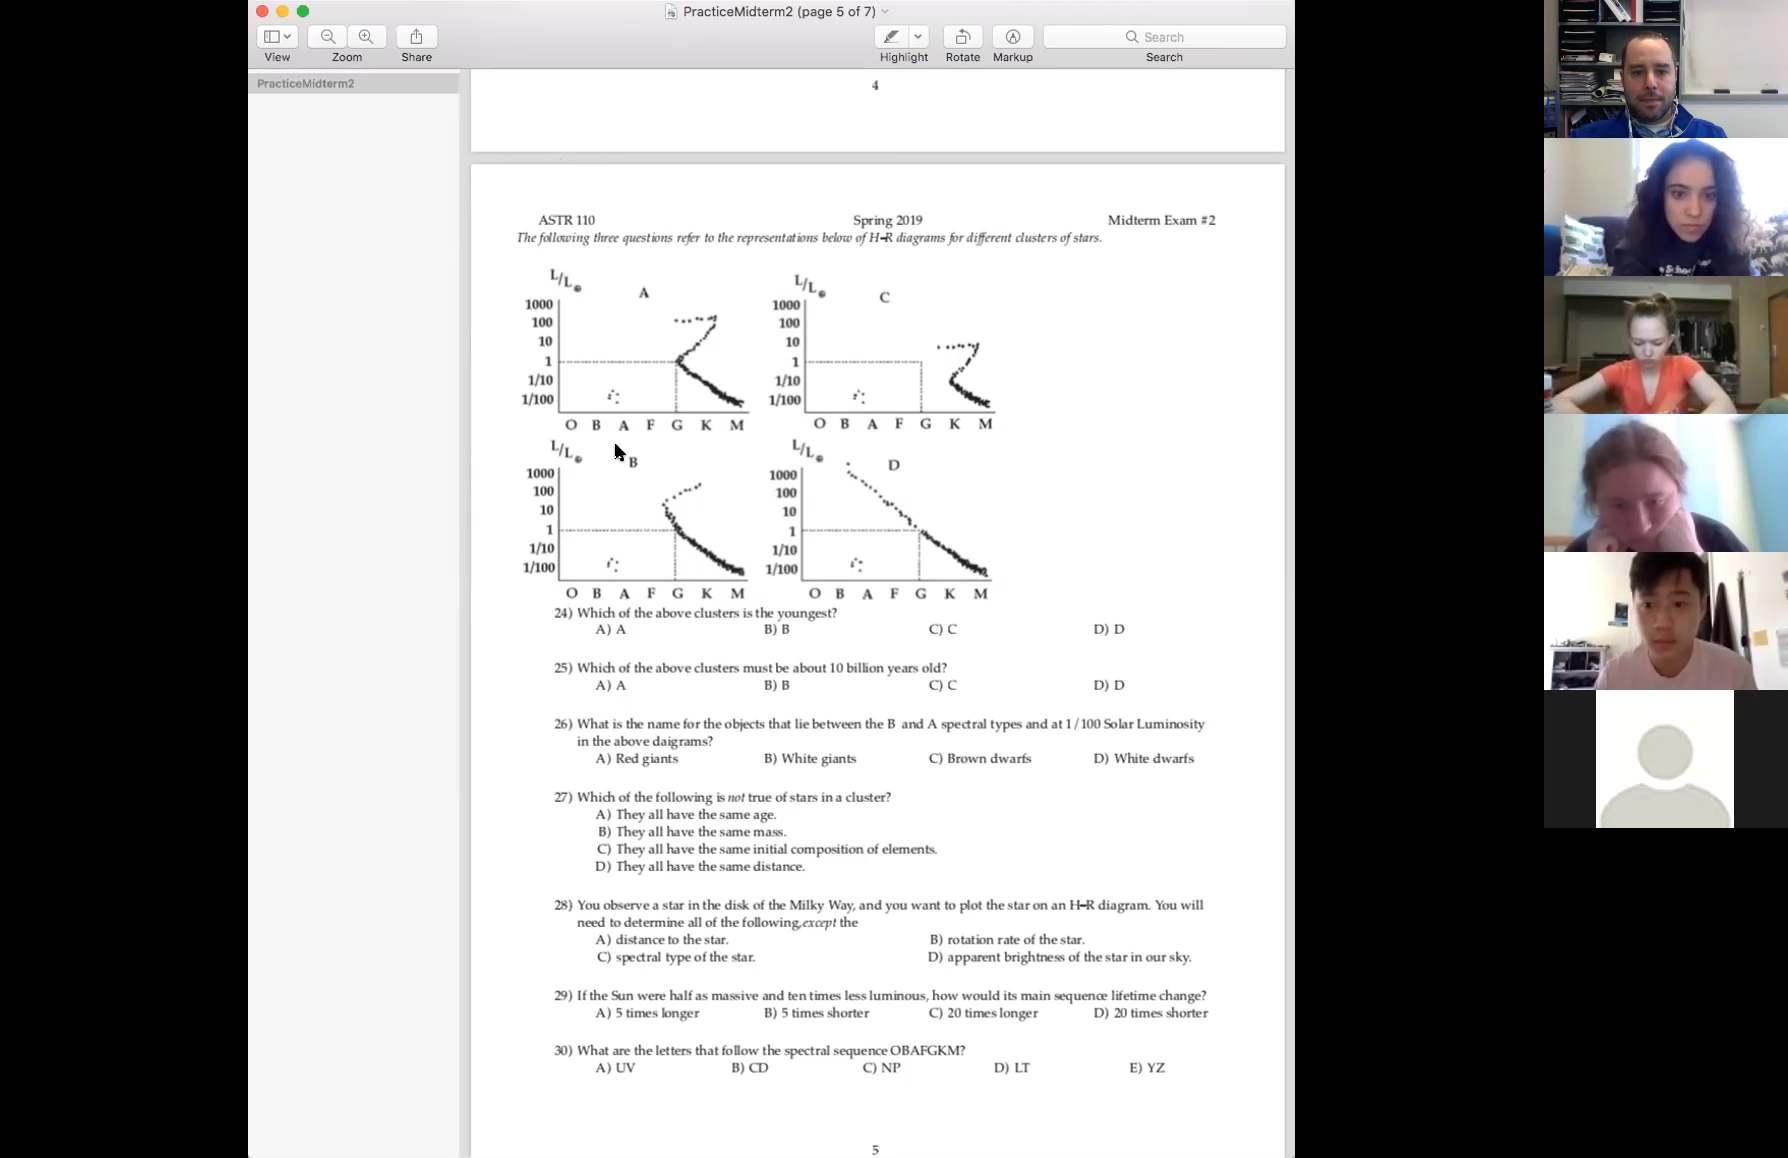 PracticeMidterm2 (page 5 of 7)
View
Zoom
Share
Highlight
Rotate
Markup
Search
Search
PracticeMidterm2
4
ASTR 110 Spring 2019 Midterm Exam #2
The following three questions refer to the representations below of H-R diagrams for different clusters of stars.
L/L
A
1000
100
10
1
1/10
1/100
O B A F G K M
L/L
C
1000
100
10
1
1/10
1/100
O B A F G K M
L/L
B
1000
100
10
1
1/10
1/100
O B A F G K M
L/L
D
1000
100
10
1
1/10
1/100
O B A F G K M
24) Which of the above clusters is the youngest?
A) A B) B C) C D) D
25) Which of the above clusters must be about 10 billion years old?
A) A B) B C) C D) D
26) What is the name for the objects that lie between the B and A spectral types and at 1/100 Solar Luminosity
in the above daigrams?
A) Red giants B) White giants C) Brown dwarfs D) White dwarfs
27) Which of the following is not true of stars in a cluster?
A) They all have the same age.
B) They all have the same mass.
C) They all have the same initial composition of elements.
D) They all have the same distance.
28) You observe a star in the disk of the Milky Way, and you want to plot the star on an H-R diagram. You will
need to determine all of the following,except the
A) distance to the star. B) rotation rate of the star.
C) spectral type of the star. D) apparent brightness of the star in our sky.
29) If the Sun were half as massive and ten times less luminous, how would its main sequence lifetime change?
A) 5 times longer B) 5 times shorter C) 20 times longer D) 20 times shorter
30) What are the letters that follow the spectral sequence OBAFGKM?
A) UV B) CD C) NP D) LT E) YZ
5